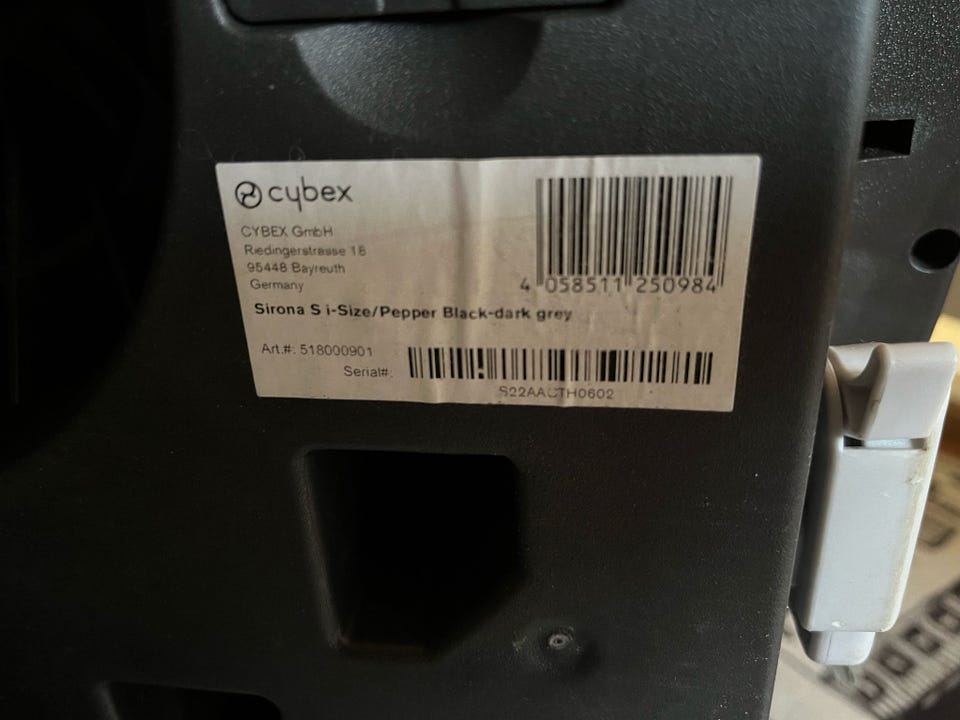 cybex
CYBEX GmbH
Riedingerstrasse 18
95448 Bayreuth
Germany
4 058511 250984
Sirona S i-Size/Pepper Black-dark grey
Art.#: 518000901
Serial#:
S22AACTH0602